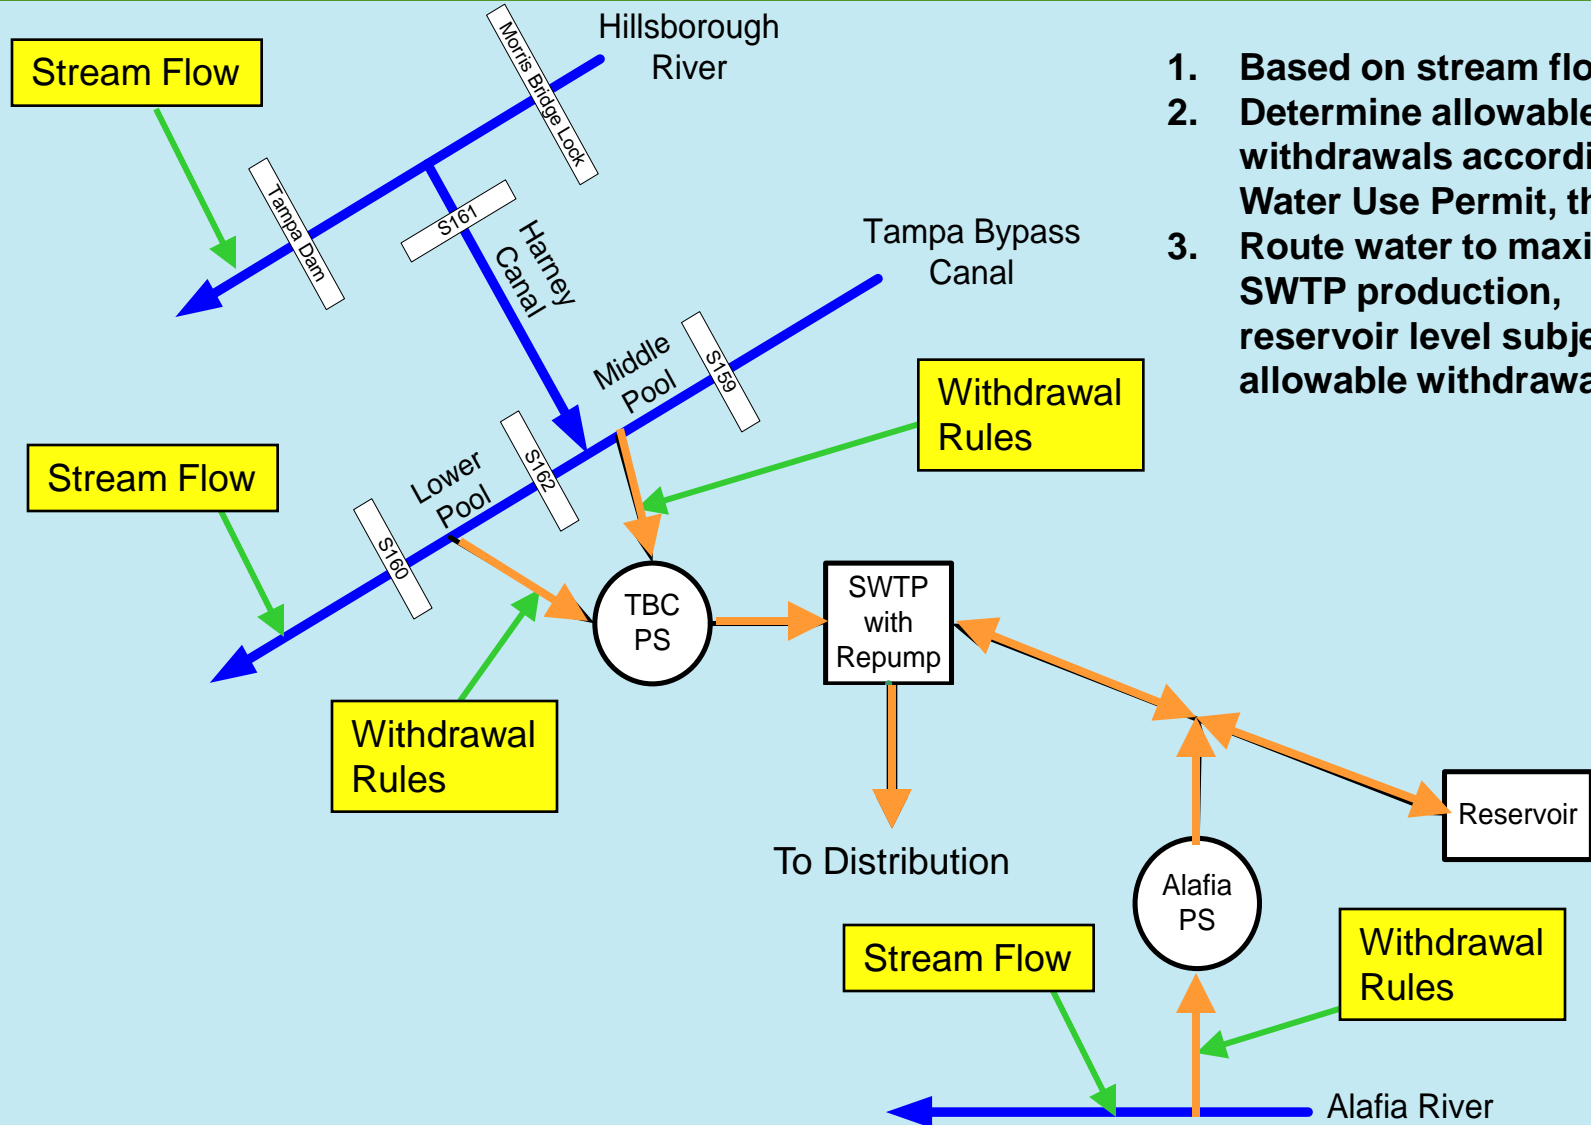 Hillsborough
River
Morris Bridge Lock
Stream Flow
Tampa Dam
S161
Harney
Canal
Tampa Bypass
Canal
1. Based on stream flo
2. Determine allowable
withdrawals accordi
Water Use Permit, th
3. Route water to maxi
SWTP production,
reservoir level subje
allowable withdrawa
Middle
Pool
S159
Withdrawal
Rules
Stream Flow
Lower
Pool
S162
S160
TBC
PS
SWTP
with
Repump
Withdrawal
Rules
Reservoir
To Distribution
Alafia
PS
Stream Flow
Withdrawal
Rules
Alafia River